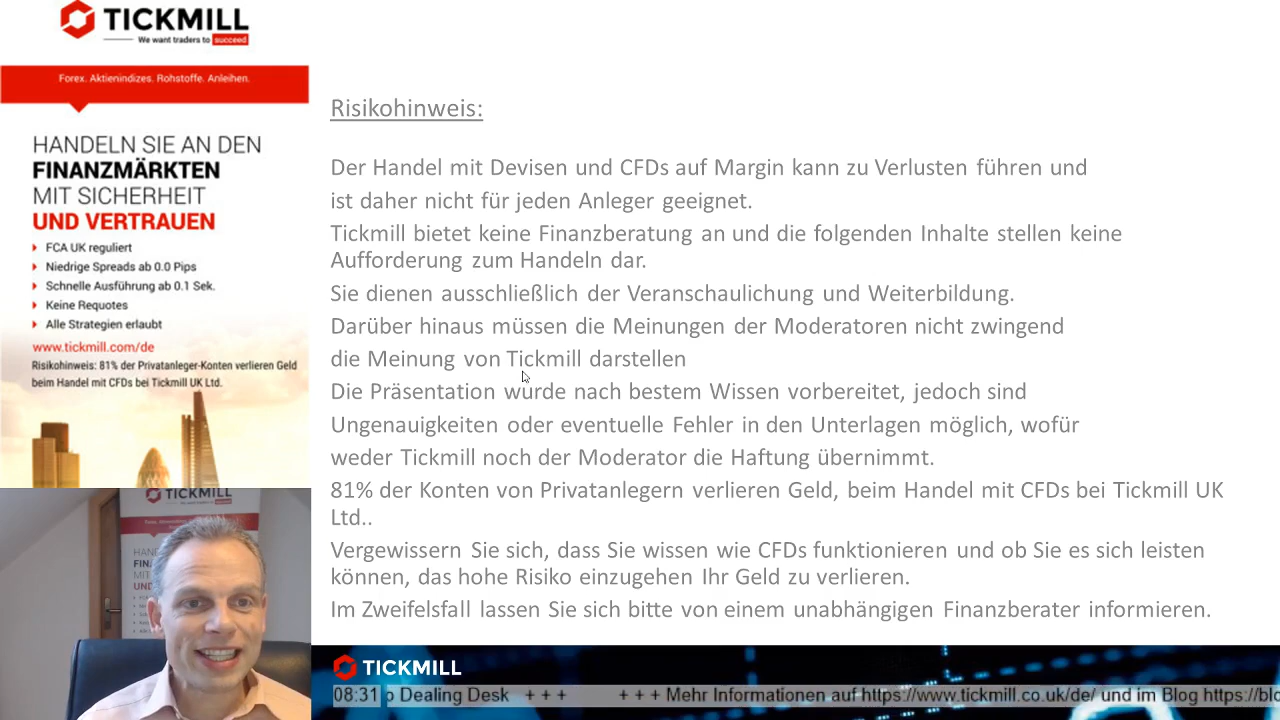 TICKMILL
We want traders to succeed
Forex. Aktienindizes. Rohstoffe. Anleihen.
HANDELN SIE AN DEN
FINANZMÄRKTEN
MIT SICHERHEIT
UND VERTRAUEN
FCA UK reguliert
Niedrige Spreads ab 0.0 Pips
Schnelle Ausführung ab 0.1 Sek.
Keine Requotes
Alle Strategien erlaubt
www.tickmill.com/de
Risikohinweis: 81% der Privatanleger-Konten verlieren Geld
beim Handel mit CFDs bei Tickmill UK Ltd.
Risikohinweis:
Der Handel mit Devisen und CFDs auf Margin kann zu Verlusten führen und
ist daher nicht für jeden Anleger geeignet.
Tickmill bietet keine Finanzberatung an und die folgenden Inhalte stellen keine
Aufforderung zum Handeln dar.
Sie dienen ausschließlich der Veranschaulichung und Weiterbildung.
Darüber hinaus müssen die Meinungen der Moderatoren nicht zwingend
die Meinung von Tickmill darstellen
Die Präsentation wurde nach bestem Wissen vorbereitet, jedoch sind
Ungenauigkeiten oder eventuelle Fehler in den Unterlagen möglich, wofür
weder Tickmill noch der Moderator die Haftung übernimmt.
81% der Konten von Privatanlegern verlieren Geld, beim Handel mit CFDs bei Tickmill UK
Ltd..
Vergewissern Sie sich, dass Sie wissen wie CFDs funktionieren und ob Sie es sich leisten
können, das hohe Risiko einzugehen Ihr Geld zu verlieren.
Im Zweifelsfall lassen Sie sich bitte von einem unabhängigen Finanzberater informieren.
TICKMILL
TICKMILL
08:31 o Dealing Desk + + + + + + Mehr Informationen auf https://www.tickmill.co.uk/de/ und im Blog https://blo